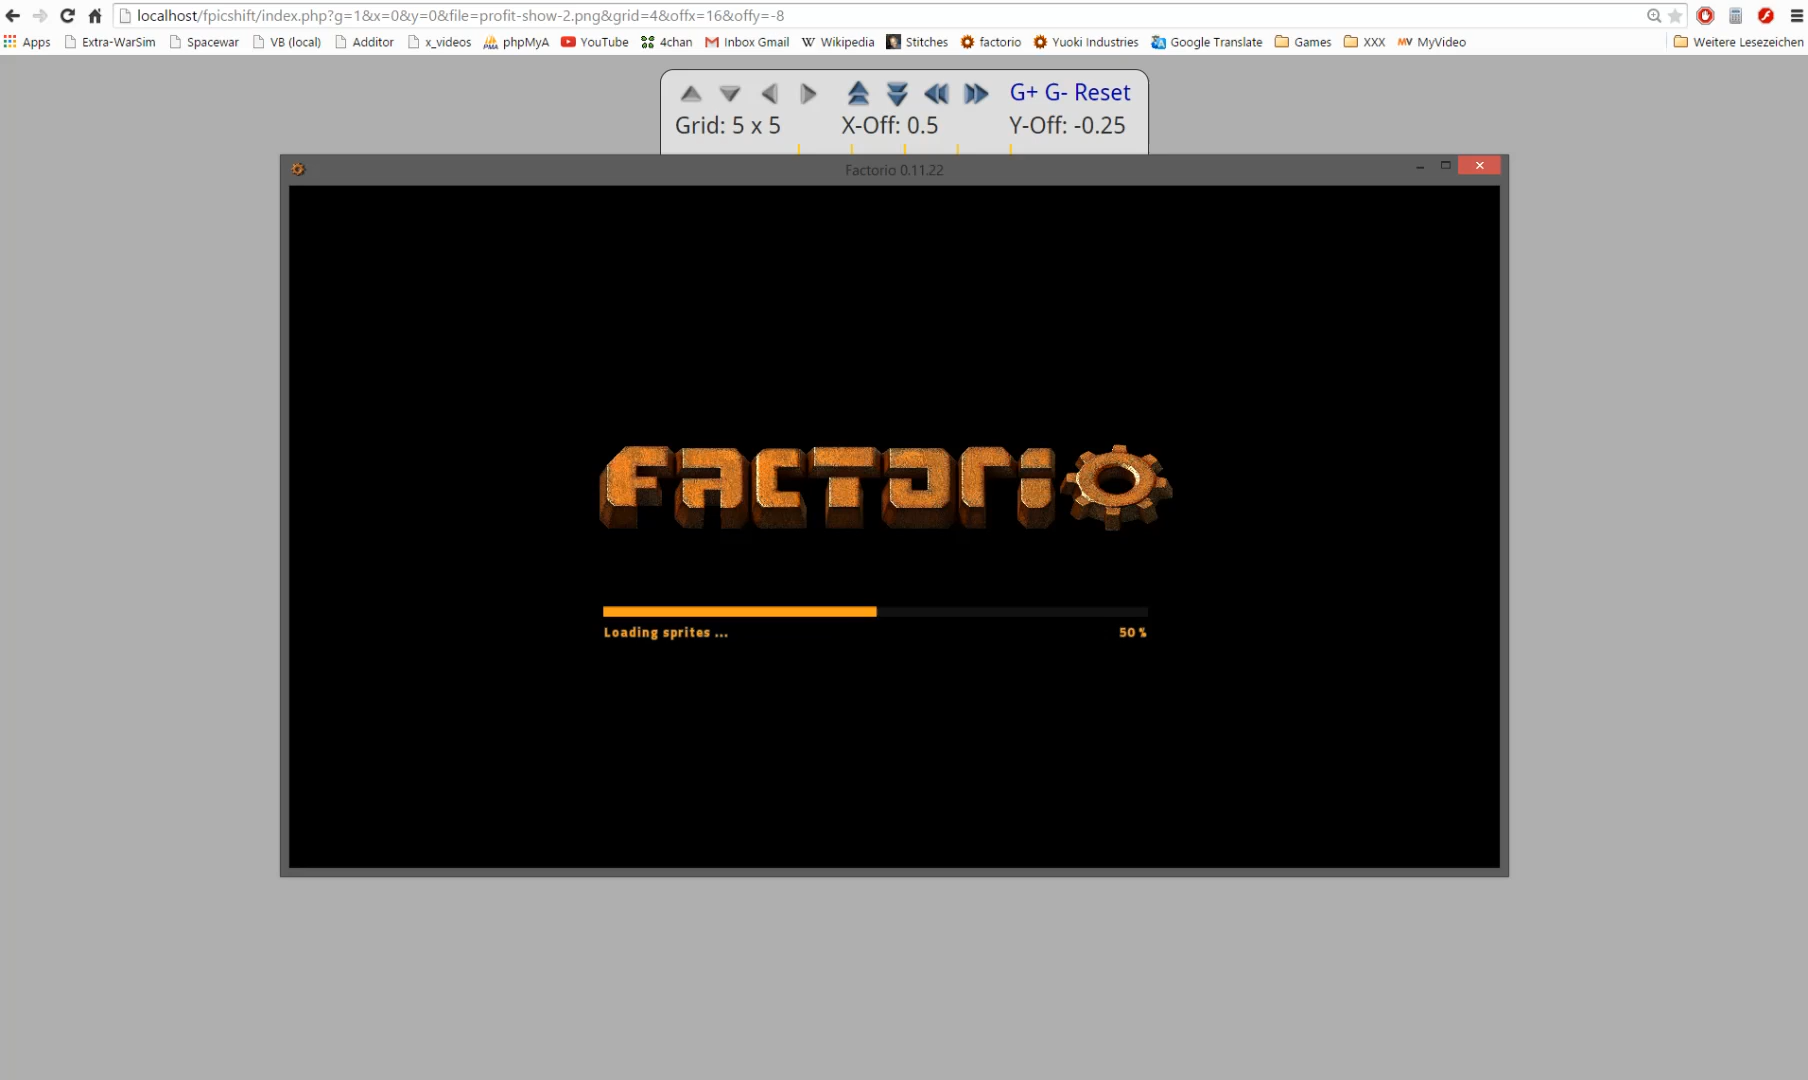 localhost/fpicshift/index.php?g=1&x=0&y=0&file=profit-show-2.png&grid=4&offx=16&offy=-8
Apps Extra-WarSim Spacewar VB (local) Additor x_videos phpMyA YouTube 4chan Inbox Gmail Wikipedia Stitches factorio Yuoki Industries Google Translate Games XXX MyVideo Weitere Lesezeichen
G+ G- Reset
Grid: 5 x 5 X-Off: 0.5 Y-Off: -0.25
Factorio 0.11.22
FACTORIO
Loading sprites ... 50 %